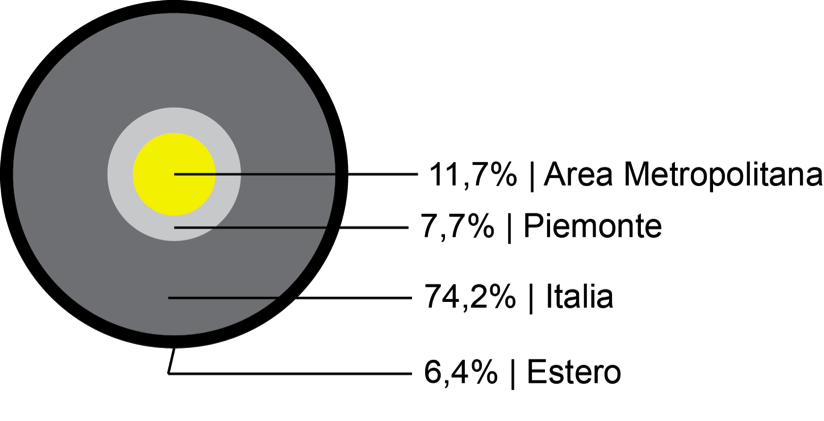 11,7% | Area Metropolitana
7,7% | Piemonte
74,2% | Italia
6,4% | Estero